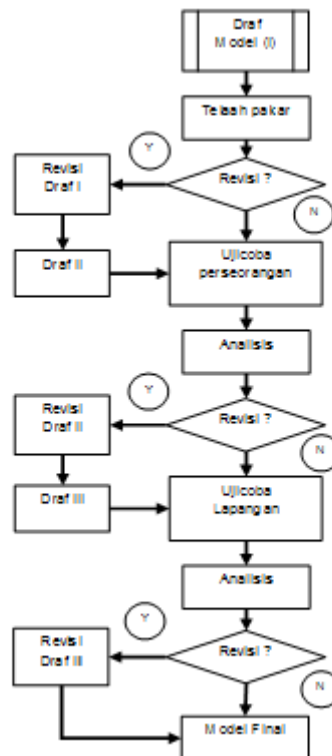 Draf
Model (I)
Telaah pakar
Y
Revisi
Draf I
Revisi ?
N
Draf II
Ujicoba
perseorangan
Analisis
Y
Revisi
Draf II
Revisi ?
N
Draf III
Ujicoba
Lapangan
Analisis
Y
Revisi
Draf III
Revisi ?
N
Model Final